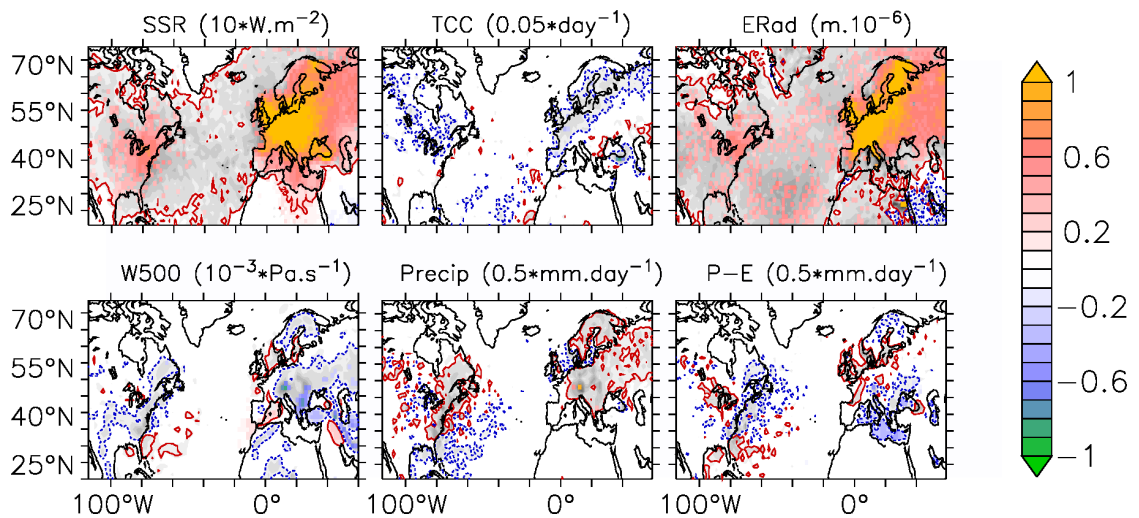 SSR (10*W.m−2) TCC (0.05*day−1) ERad (m.10−6)
70°N
55°N
40°N
25°N
1
0.6
0.2
−0.2
−0.6
−1
W500 (10−3*Pa.s−1) Precip (0.5*mm.day−1) P−E (0.5*mm.day−1)
70°N
55°N
40°N
25°N
100°W 0° 100°W 0° 100°W 0°